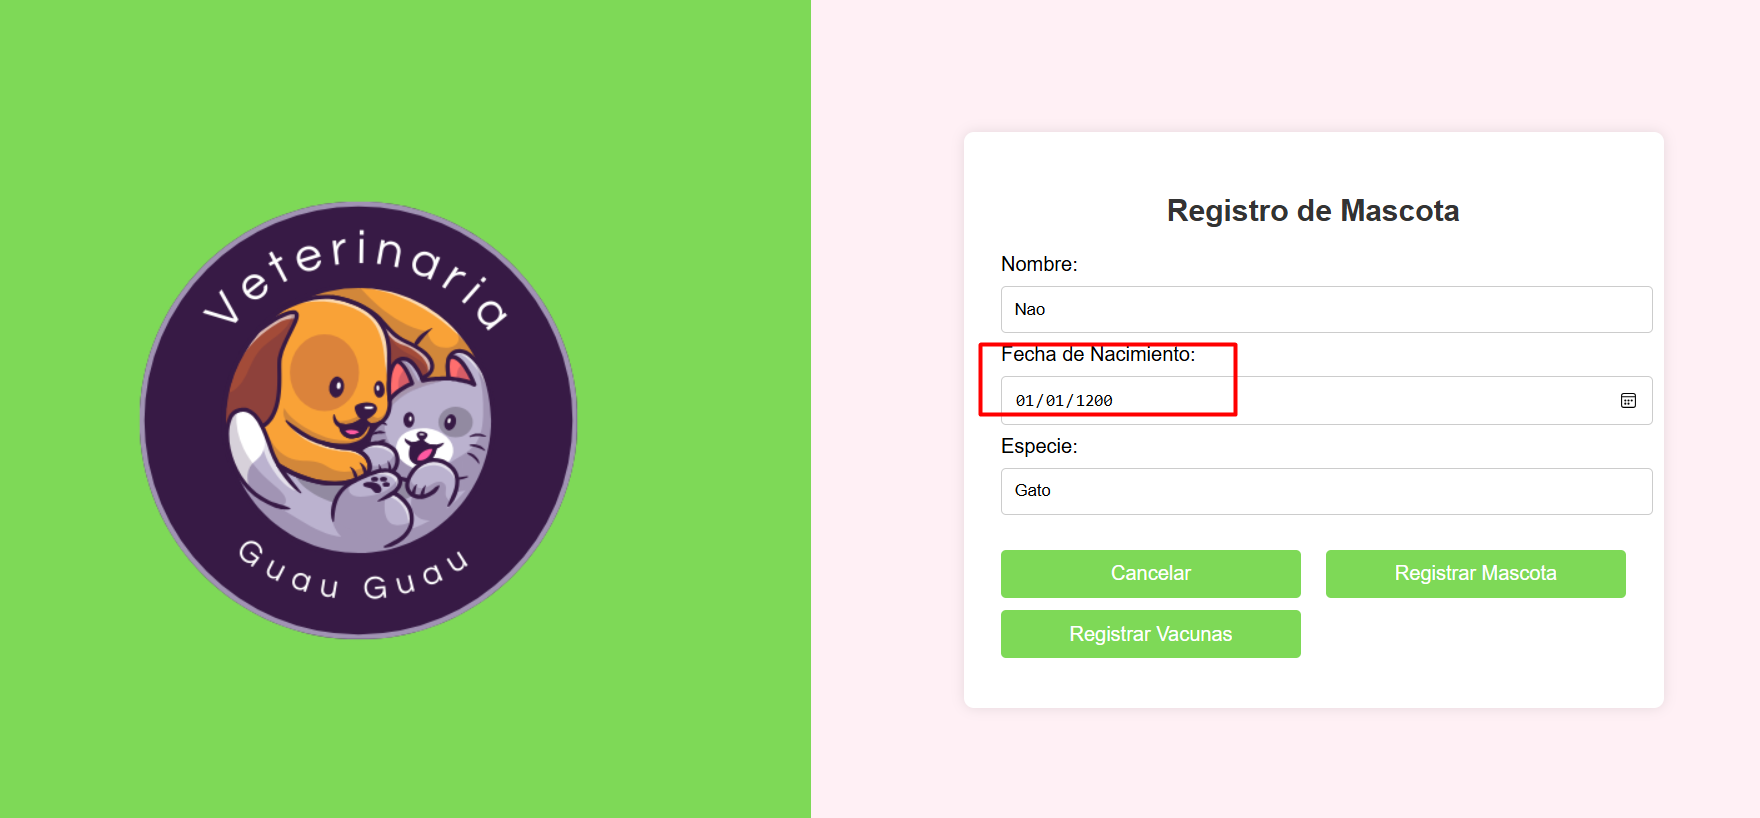 Veterinaria
Guau Guau
Registro de Mascota
Nombre:
Nao
Fecha de Nacimiento:
01/01/1200
Especie:
Gato
Cancelar
Registrar Mascota
Registrar Vacunas